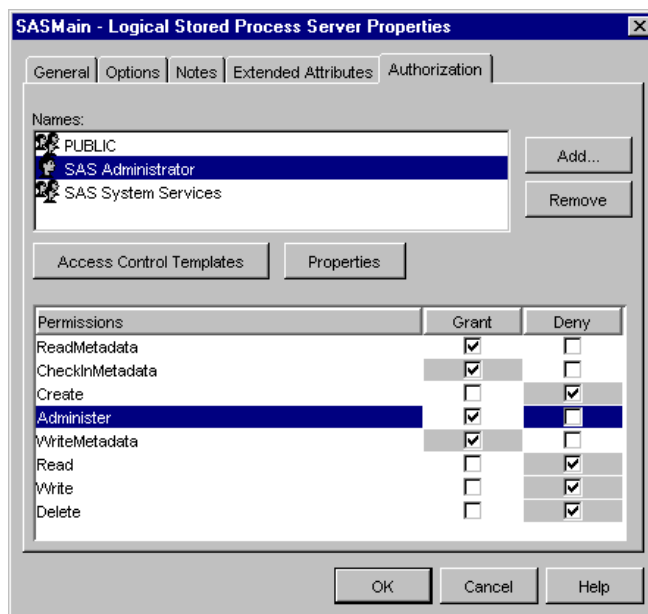 SASMain - Logical Stored Process Server Properties
General Options Notes Extended Attributes Authorization
Names:
PUBLIC
SAS Administrator
SAS System Services
Add...
Remove
Access Control Templates Properties
Permissions Grant Deny
ReadMetadata
CheckInMetadata
Create
Administer
WriteMetadata
Read
Write
Delete
OK Cancel Help